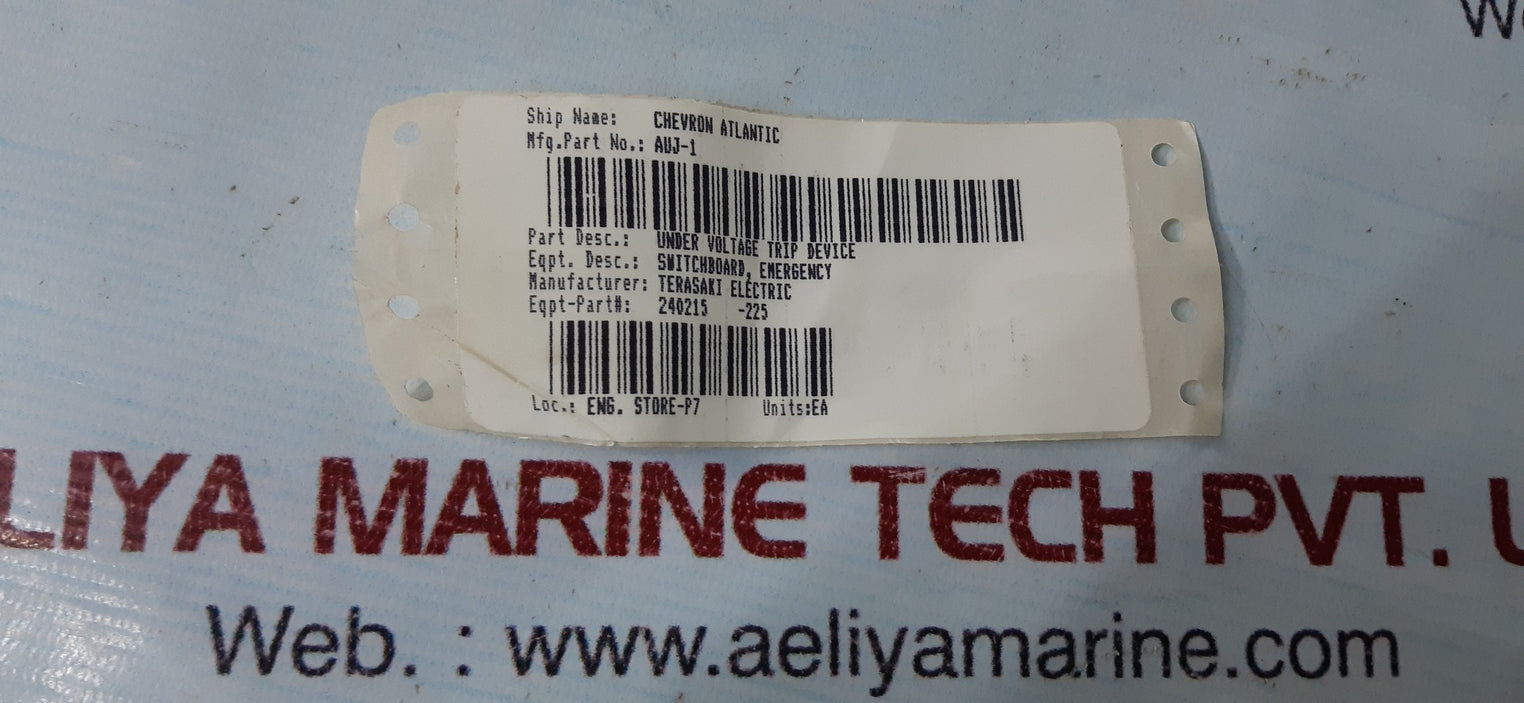 Ship Name: CHEVRON ATLANTIC
Mfg.Part No.: AUJ-1
Part Desc.: UNDER VOLTAGE TRIP DEVICE
Eqpt. Desc.: SWITCHBOARD, EMERGENCY
Manufacturer: TERASAKI ELECTRIC
Eqpt-Part#: 240215 -225
Loc.: ENG. STORE-P7 Units:EA
LIYA MARINE TECH PVT.
Web. : www.aeliyamarine.com